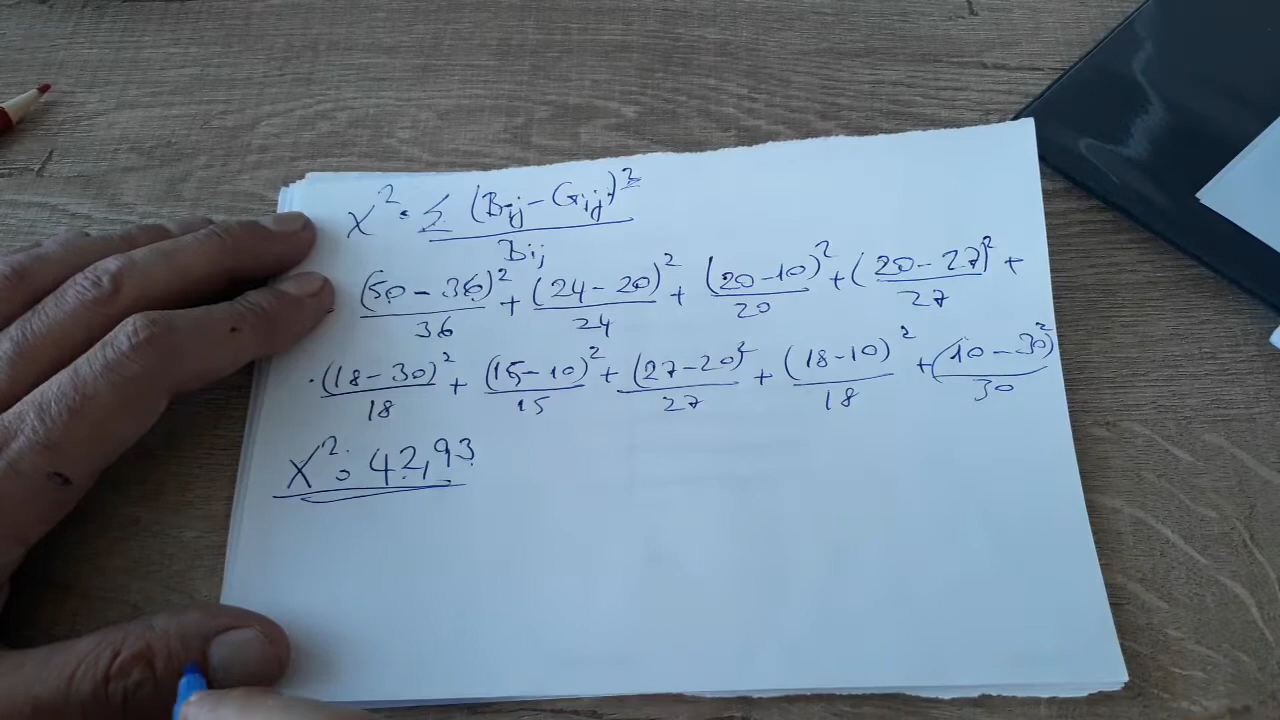 X² = Σ (Bij - Gij)² / Bij
(50 - 36)² / 36 + (24 - 20)² / 24 + (20 - 10)² / 20 + (20 - 27)² / 27 +
(18 - 30)² / 18 + (15 - 10)² / 15 + (27 - 20)² / 27 + (18 - 10)² / 18 + (10 - 30)² / 30
X² = 42,93